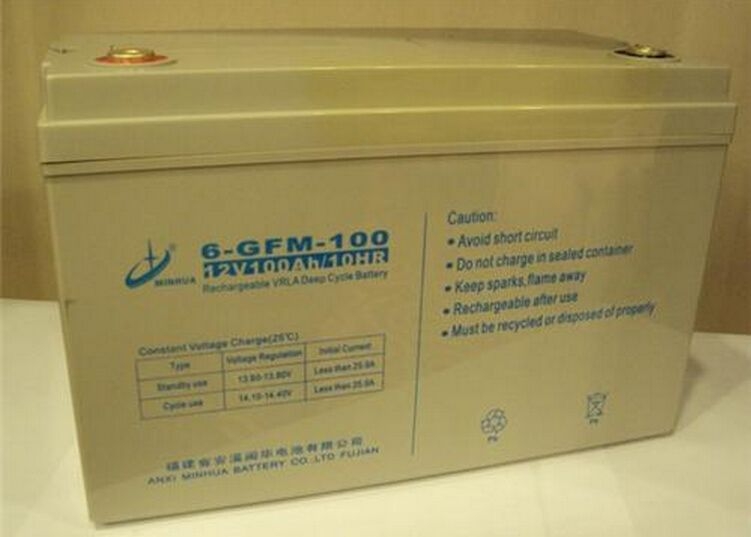 MINHUA
®
6-GFM-100
12V100Ah/10HR
Rechargeable VRLA Deep Cycle Battery
Constant Voltage Charge(25℃)
Type Voltage Regulation Initial Current
Standby use 13.60-13.80V Less than 25.0A
Cycle use 14.10-14.40V Less than 25.0A
福建省安溪闽华电池有限公司
ANXI MINHUA BATTERY CO.,LTD FUJIAN
Caution:
• Avoid short circuit
• Do not charge in sealed container
• Keep sparks,flame away
• Rechargeable after use
• Must be recycled or disposed of properly
Pb
Pb